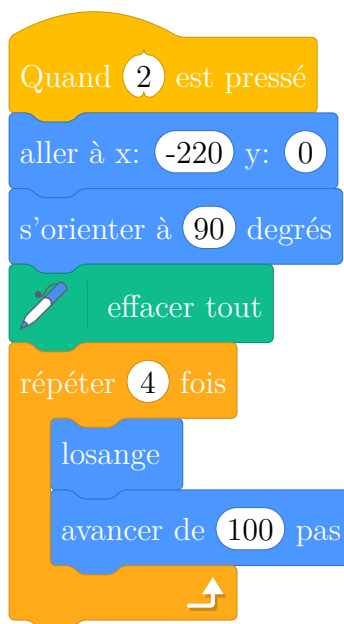 Quand 2 est pressé
aller à x: -220 y: 0
s'orienter à 90 degrés
effacer tout
répéter 4 fois
losange
avancer de 100 pas